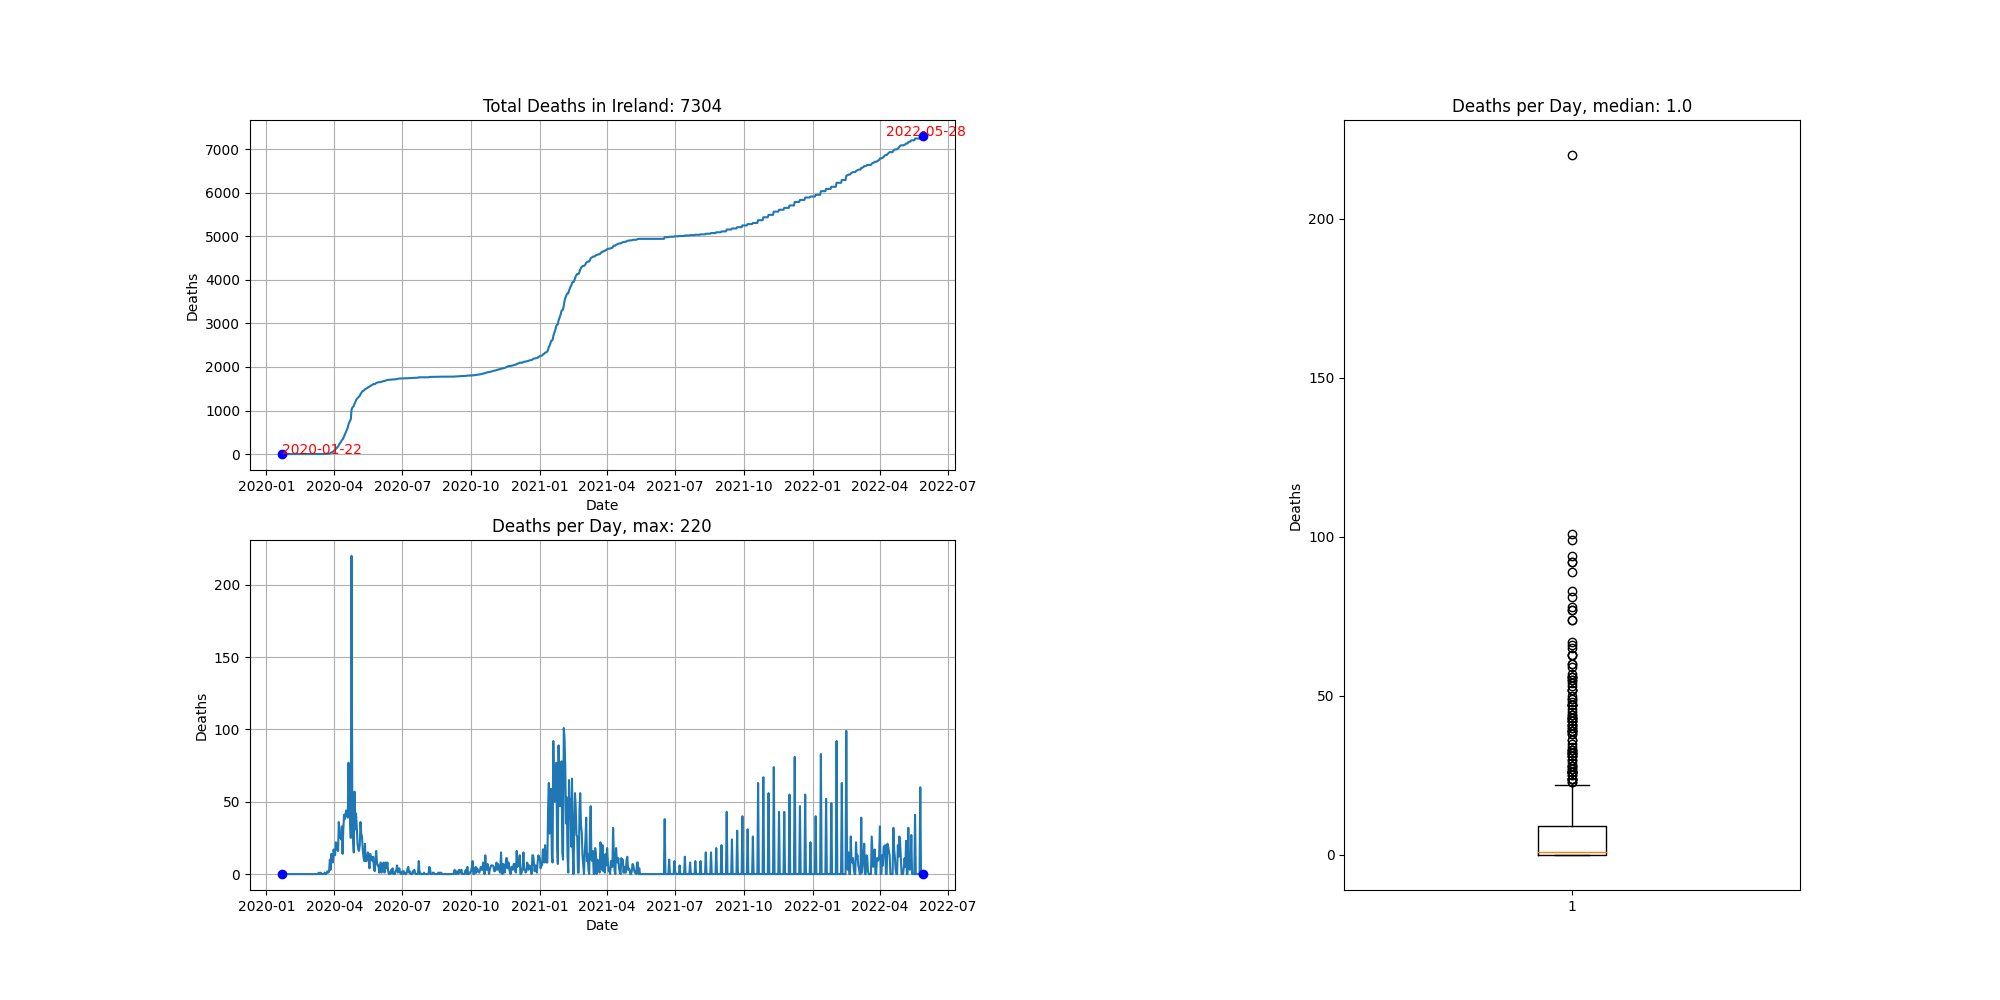 Total Deaths in Ireland: 7304
2022-05-28
7000
6000
5000
4000
3000
2000
1000
0
Deaths
2020-01-22
2020-01 2020-04 2020-07 2020-10 2021-01 2021-04 2021-07 2021-10 2022-01 2022-04 2022-07
Date
Deaths per Day, max: 220
200
150
100
50
0
Deaths
2020-01 2020-04 2020-07 2020-10 2021-01 2021-04 2021-07 2021-10 2022-01 2022-04 2022-07
Date
Deaths per Day, median: 1.0
200
150
100
50
0
Deaths
1